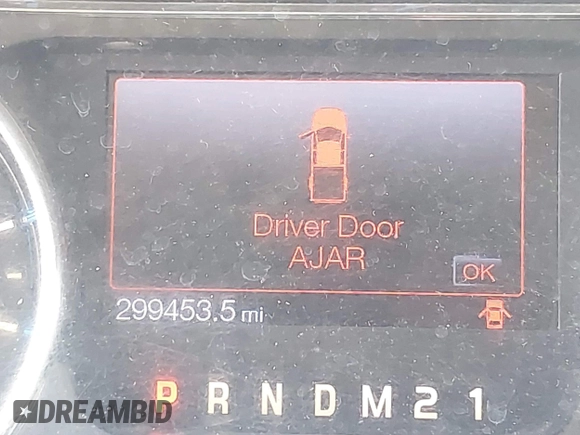 Driver Door
AJAR
OK
299453.5 mi
P R N D M 2 1
DREAMBID